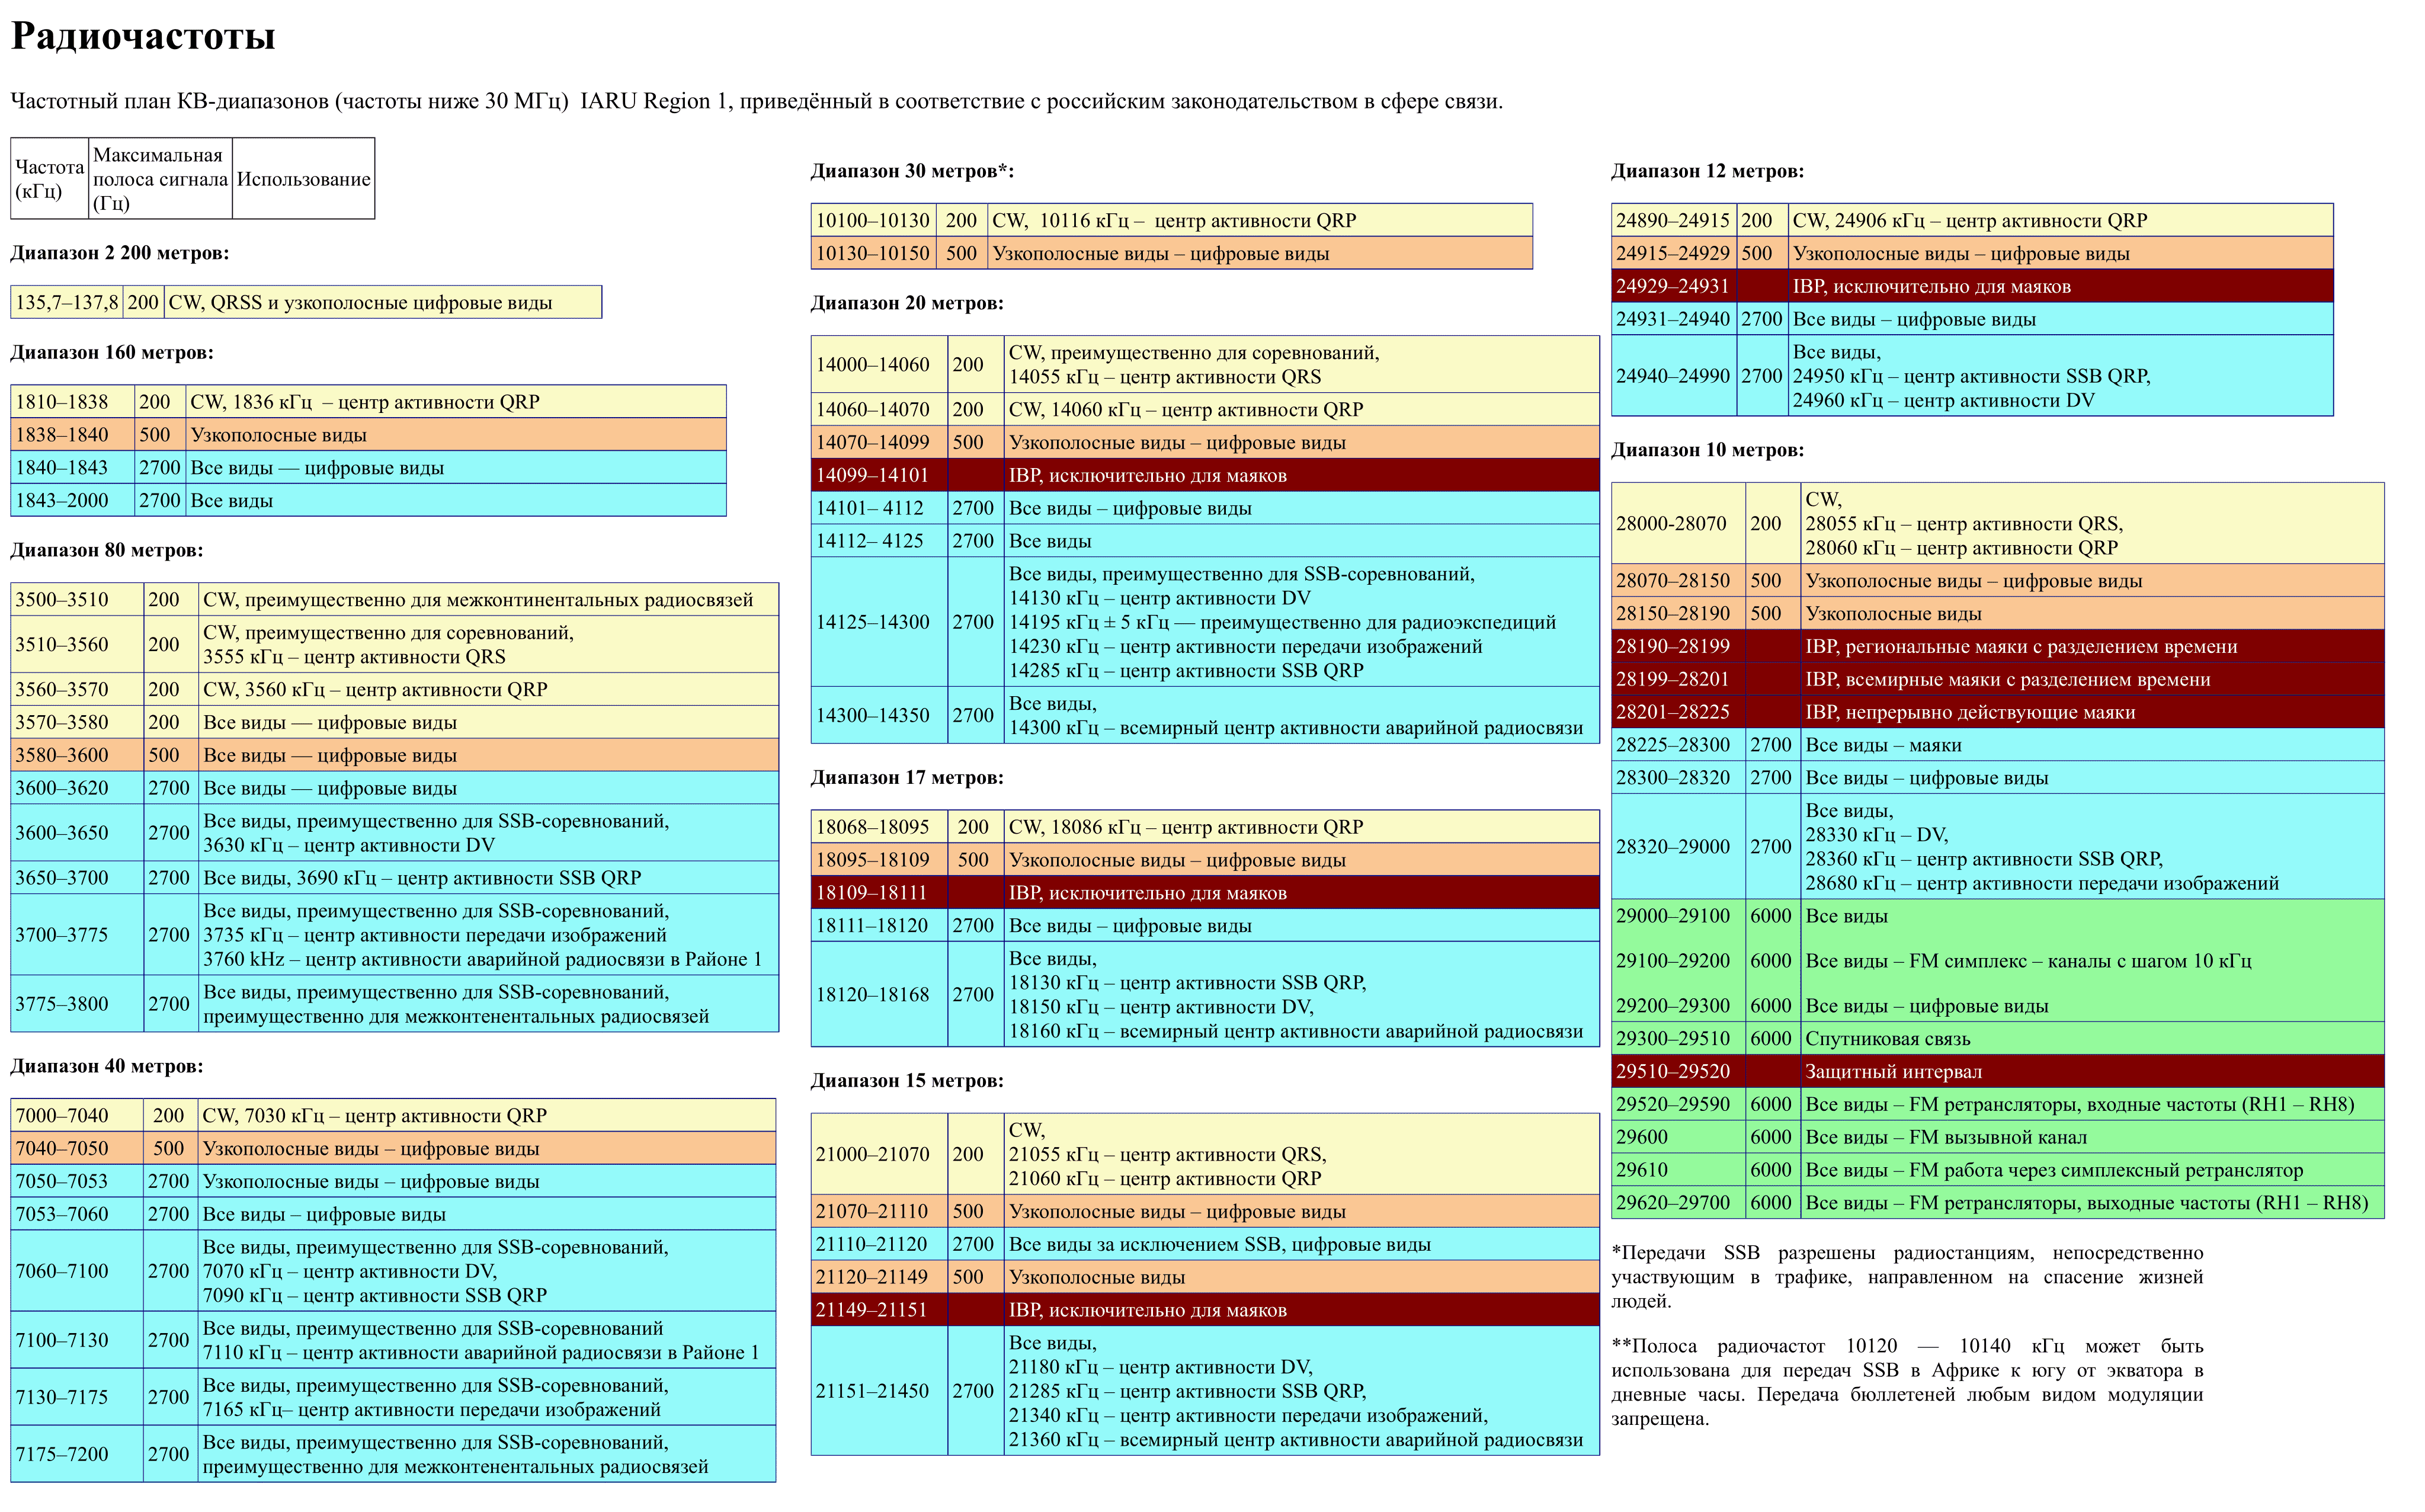 Радиочастоты
Частотный план КВ-диапазонов (частоты ниже 30 МГц)  IARU Region 1, приведённый в соответствие с российским законодательством в сфере связи.
Частота (кГц) Максимальная полоса сигнала (Гц) Использование
Диапазон 2 200 метров:
135,7–137,8 200 CW, QRSS и узкополосные цифровые виды
Диапазон 160 метров:
1810–1838 200 CW, 1836 кГц  – центр активности QRP
1838–1840 500 Узкополосные виды
1840–1843 2700 Все виды — цифровые виды
1843–2000 2700 Все виды
Диапазон 80 метров:
3500–3510 200 CW, преимущественно для межконтинентальных радиосвязей
3510–3560 200 CW, преимущественно для соревнований,
3555 кГц – центр активности QRS
3560–3570 200 CW, 3560 кГц – центр активности QRP
3570–3580 200 Все виды — цифровые виды
3580–3600 500 Все виды — цифровые виды
3600–3620 2700 Все виды — цифровые виды
3600–3650 2700 Все виды, преимущественно для SSB-соревнований,
3630 кГц – центр активности DV
3650–3700 2700 Все виды, 3690 кГц – центр активности SSB QRP
3700–3775 2700 Все виды, преимущественно для SSB-соревнований,
3735 кГц – центр активности передачи изображений
3760 kHz – центр активности аварийной радиосвязи в Районе 1
3775–3800 2700 Все виды, преимущественно для SSB-соревнований,
преимущественно для межконтенентальных радиосвязей
Диапазон 40 метров:
7000–7040 200 CW, 7030 кГц – центр активности QRP
7040–7050 500 Узкополосные виды – цифровые виды
7050–7053 2700 Узкополосные виды – цифровые виды
7053–7060 2700 Все виды – цифровые виды
7060–7100 2700 Все виды, преимущественно для SSB-соревнований,
7070 кГц – центр активности DV,
7090 кГц – центр активности SSB QRP
7100–7130 2700 Все виды, преимущественно для SSB-соревнований
7110 кГц – центр активности аварийной радиосвязи в Районе 1
7130–7175 2700 Все виды, преимущественно для SSB-соревнований,
7165 кГц– центр активности передачи изображений
7175–7200 2700 Все виды, преимущественно для SSB-соревнований,
преимущественно для межконтенентальных радиосвязей
Диапазон 30 метров*:
10100–10130 200 CW,  10116 кГц –  центр активности QRP
10130–10150 500 Узкополосные виды – цифровые виды
Диапазон 20 метров:
14000–14060 200 CW, преимущественно для соревнований,
14055 кГц – центр активности QRS
14060–14070 200 CW, 14060 кГц – центр активности QRP
14070–14099 500 Узкополосные виды – цифровые виды
14099–14101 IBP, исключительно для маяков
14101– 4112 2700 Все виды – цифровые виды
14112– 4125 2700 Все виды
14125–14300 2700 Все виды, преимущественно для SSB-соревнований,
14130 кГц – центр активности DV
14195 кГц ± 5 кГц — преимущественно для радиоэкспедиций
14230 кГц – центр активности передачи изображений
14285 кГц – центр активности SSB QRP
14300–14350 2700 Все виды,
14300 кГц – всемирный центр активности аварийной радиосвязи
Диапазон 17 метров:
18068–18095 200 CW, 18086 кГц – центр активности QRP
18095–18109 500 Узкополосные виды – цифровые виды
18109–18111 IBP, исключительно для маяков
18111–18120 2700 Все виды – цифровые виды
18120–18168 2700 Все виды,
18130 кГц – центр активности SSB QRP,
18150 кГц – центр активности DV,
18160 кГц – всемирный центр активности аварийной радиосвязи
Диапазон 15 метров:
21000–21070 200 CW,
21055 кГц – центр активности QRS,
21060 кГц – центр активности QRP
21070–21110 500 Узкополосные виды – цифровые виды
21110–21120 2700 Все виды за исключением SSB, цифровые виды
21120–21149 500 Узкополосные виды
21149–21151 IBP, исключительно для маяков
21151–21450 2700 Все виды,
21180 кГц – центр активности DV,
21285 кГц – центр активности SSB QRP,
21340 кГц – центр активности передачи изображений,
21360 кГц – всемирный центр активности аварийной радиосвязи
Диапазон 12 метров:
24890–24915 200 CW, 24906 кГц – центр активности QRP
24915–24929 500 Узкополосные виды – цифровые виды
24929–24931 IBP, исключительно для маяков
24931–24940 2700 Все виды – цифровые виды
24940–24990 2700 Все виды,
24950 кГц – центр активности SSB QRP,
24960 кГц – центр активности DV
Диапазон 10 метров:
28000-28070 200 CW,
28055 кГц – центр активности QRS,
28060 кГц – центр активности QRP
28070–28150 500 Узкополосные виды – цифровые виды
28150–28190 500 Узкополосные виды
28190–28199 IBP, региональные маяки с разделением времени
28199–28201 IBP, всемирные маяки с разделением времени
28201–28225 IBP, непрерывно действующие маяки
28225–28300 2700 Все виды – маяки
28300–28320 2700 Все виды – цифровые виды
28320–29000 2700 Все виды,
28330 кГц – DV,
28360 кГц – центр активности SSB QRP,
28680 кГц – центр активности передачи изображений
29000–29100 6000 Все виды
29100–29200 6000 Все виды – FM симплекс – каналы с шагом 10 кГц
29200–29300 6000 Все виды – цифровые виды
29300–29510 6000 Спутниковая связь
29510–29520 Защитный интервал
29520–29590 6000 Все виды – FM ретрансляторы, входные частоты (RH1 – RH8)
29600 6000 Все виды – FM вызывной канал
29610 6000 Все виды – FM работа через симплексный ретранслятор
29620–29700 6000 Все виды – FM ретрансляторы, выходные частоты (RH1 – RH8)
*Передачи SSB разрешены радиостанциям, непосредственно
участвующим в трафике, направленном на спасение жизней
людей.
**Полоса радиочастот 10120 — 10140 кГц может быть
использована для передач SSB в Африке к югу от экватора в
дневные часы. Передача бюллетеней любым видом модуляции
запрещена.